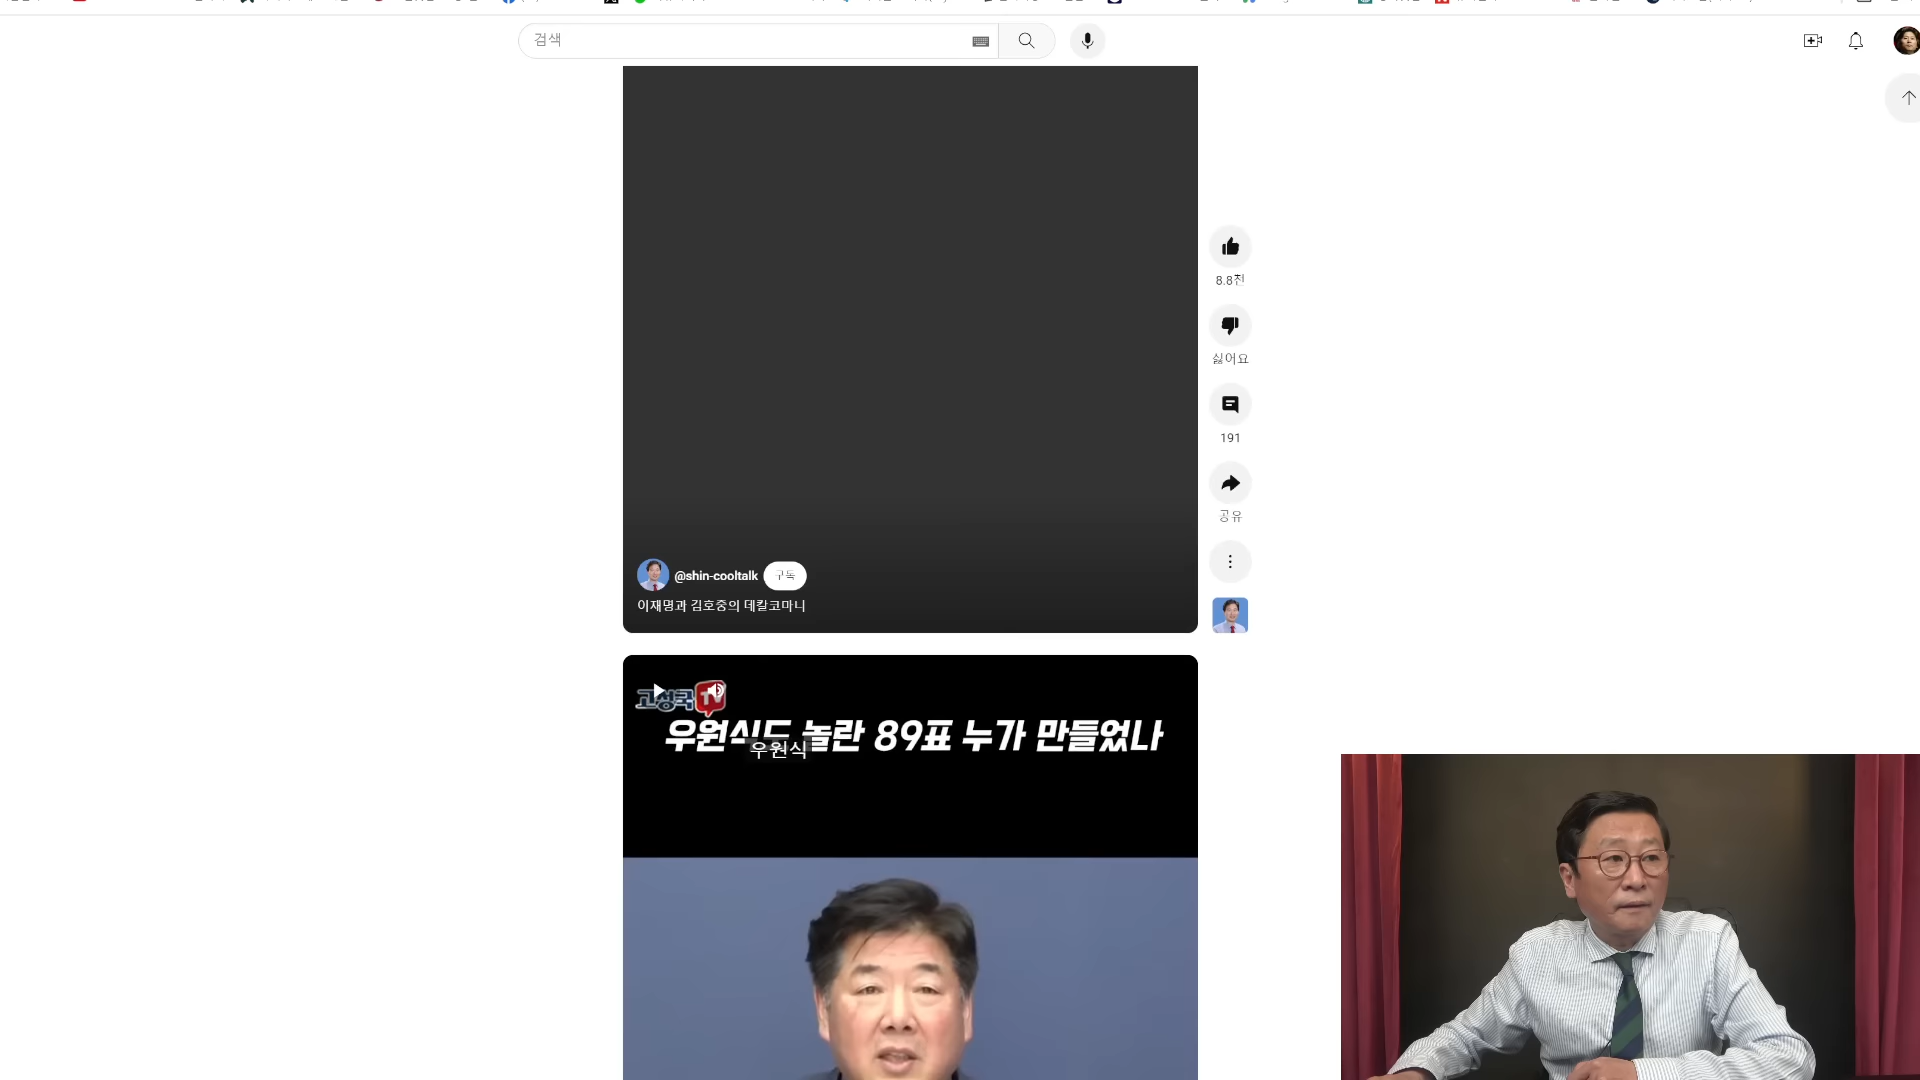 검색
8.8천
싫어요
191
공유
@shin-cooltalk 구독
이재명과 김호중의 데칼코마니
고성국TV
우원식도 놀란 89표 누가 만들었나
우원식